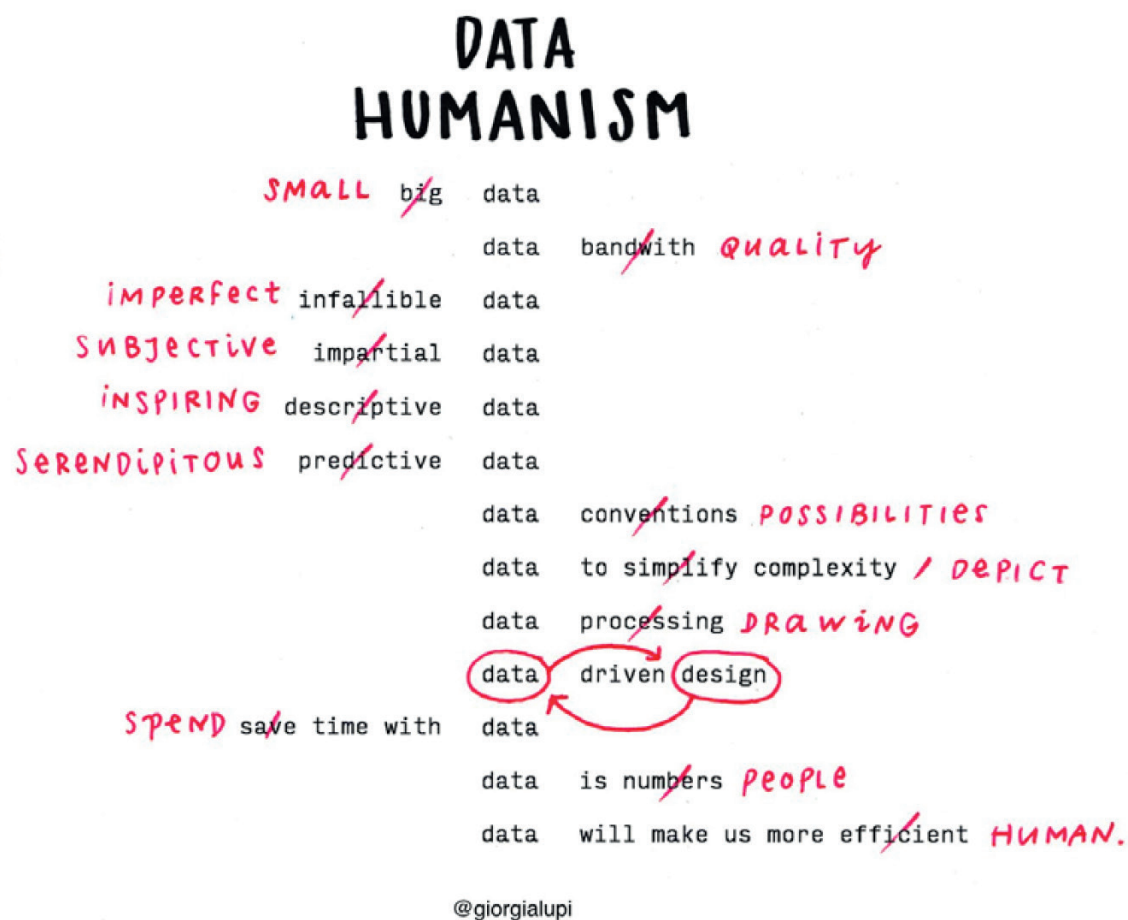 DATA
HUMANISM
SMALL big data
data bandwith QUALITY
IMPERFECT infallible data
SUBJECTIVE impartial data
INSPIRING descriptive data
SERENDIPITOUS predictive data
data conventions POSSIBILITIES
data to simplify complexity / DEPICT
data processing DRAWING
data driven design
SPEND save time with data
data is numbers PEOPLE
data will make us more efficient HUMAN.
@giorgialupi